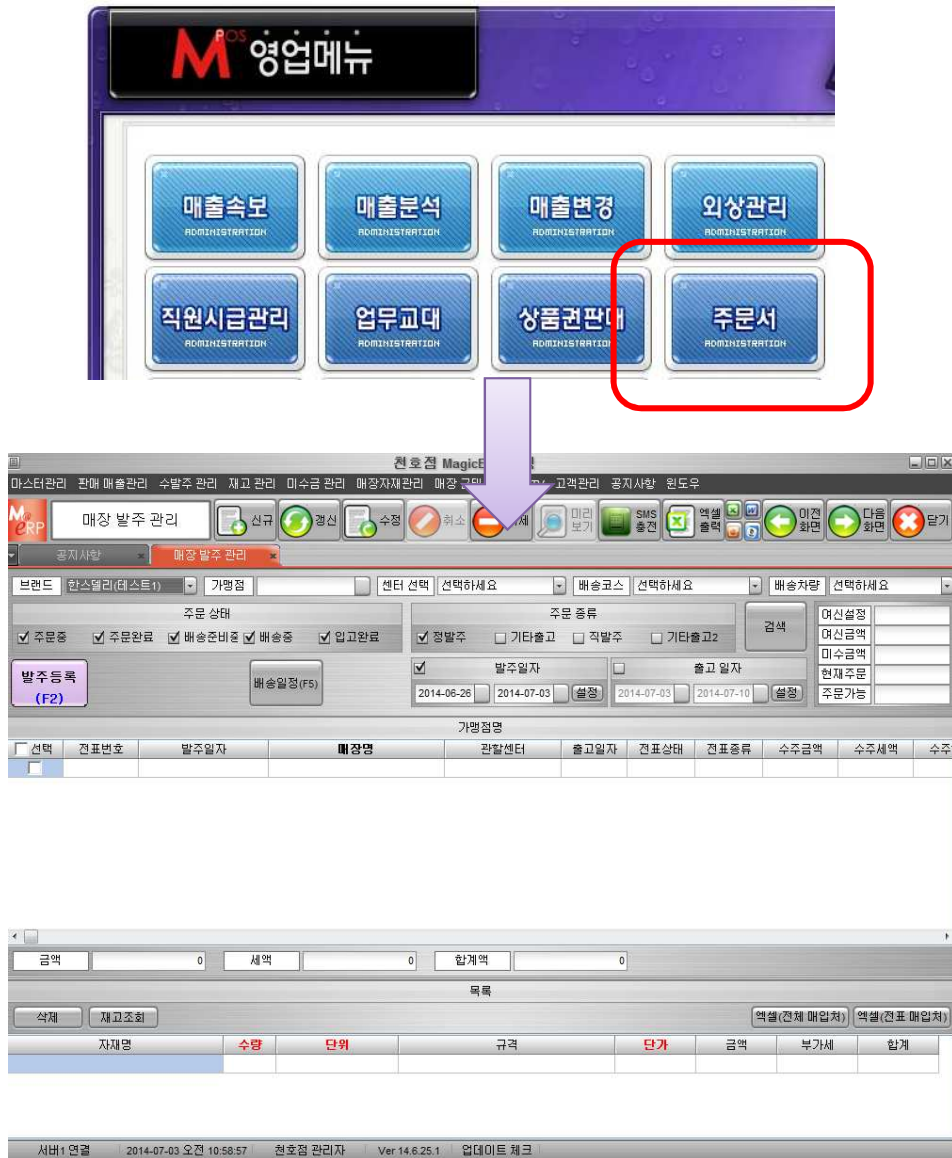 MPOS 영업메뉴
매출속보 매출분석 매출변경 외상관리
ADMINISTRATION ADMINISTRATION ADMINISTRATION ADMINISTRATION
직원시급관리 업무교대 상품권판매 주문서
ADMINISTRATION ADMINISTRATION ADMINISTRATION ADMINISTRATION
천호점 MagicE
마스터관리 판매 매출관리 수발주 관리 재고 관리 미수금 관리 매장자재관리 매장 고객관리 공지사항 윈도우
MaeRP 매장 발주 관리 신규 갱신 수정 취소 삭제 미리보기 SMS충전 엑셀출력 이전화면 다음화면 닫기
공지사항 × 매장 발주 관리 ×
브랜드 한스델리(테스트1) 가맹점 센터 선택 선택하세요 배송코스 선택하세요 배송차량 선택하세요
주문 상태 주문 종류 검색 여신설정
주문중 주문완료 배송준비중 배송중 입고완료 정발주 기타출고 직발주 기타출고2 여신금액
미수금액
발주등록 (F2) 배송일정(F5) 발주일자 출고 일자 현재주문
2014-06-26 2014-07-03 설정 2014-07-03 2014-07-10 설정 주문가능
가맹점명
선택 전표번호 발주일자 매장명 관할센터 출고일자 전표상태 전표종류 수주금액 수주세액 수주
금액 0 세액 0 합계액 0
목록
삭제 재고조회 엑셀(전체 매입처) 엑셀(전표 매입처)
자재명 수량 단위 규격 단가 금액 부가세 합계
서버1 연결 2014-07-03 오전 10:58:57 천호점 관리자 Ver 14.6.25.1 업데이트 체크